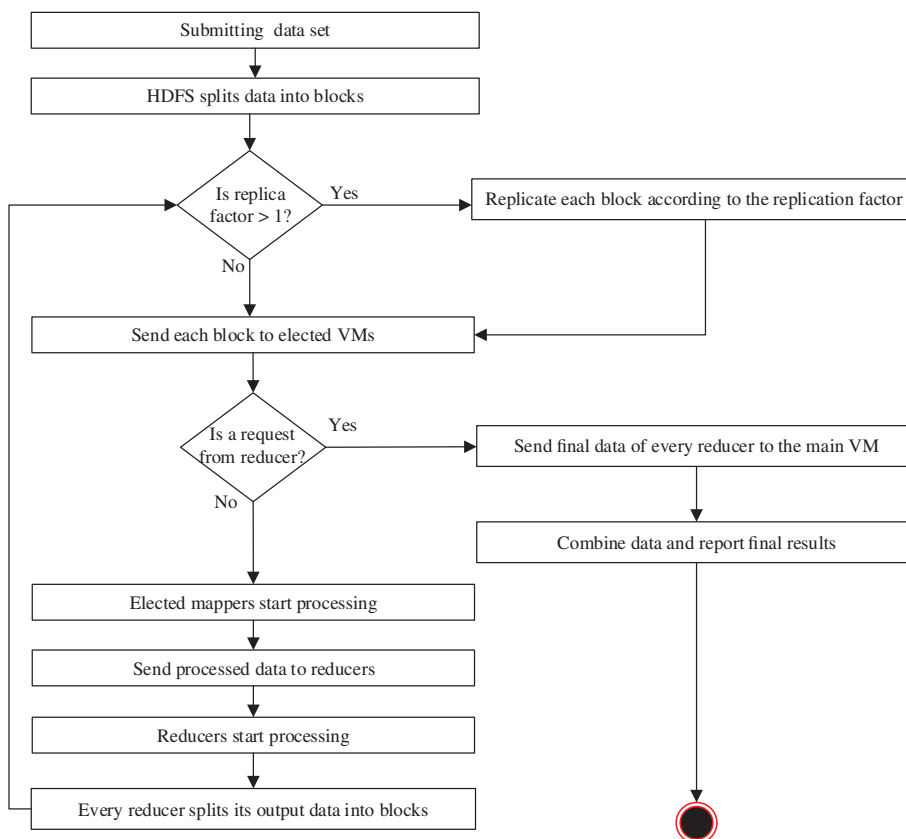 Submitting data set
HDFS splits data into blocks
Is replica
factor > 1?
Yes
Replicate each block according to the replication factor
No
Send each block to elected VMs
Is a request
from reducer?
Yes
Send final data of every reducer to the main VM
No
Combine data and report final results
Elected mappers start processing
Send processed data to reducers
Reducers start processing
Every reducer splits its output data into blocks